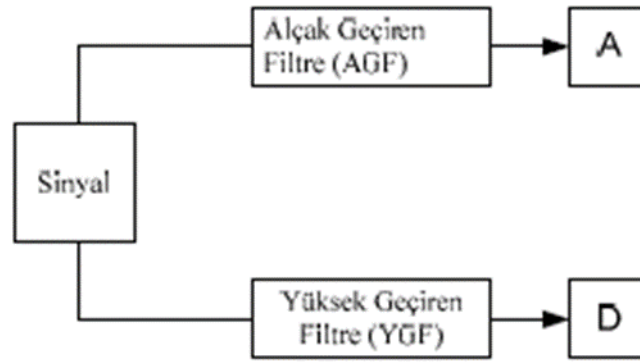 Alçak Geçiren
Filtre (AGF)
A
Sinyal
Yüksek Geçiren
Filtre (YGF)
D